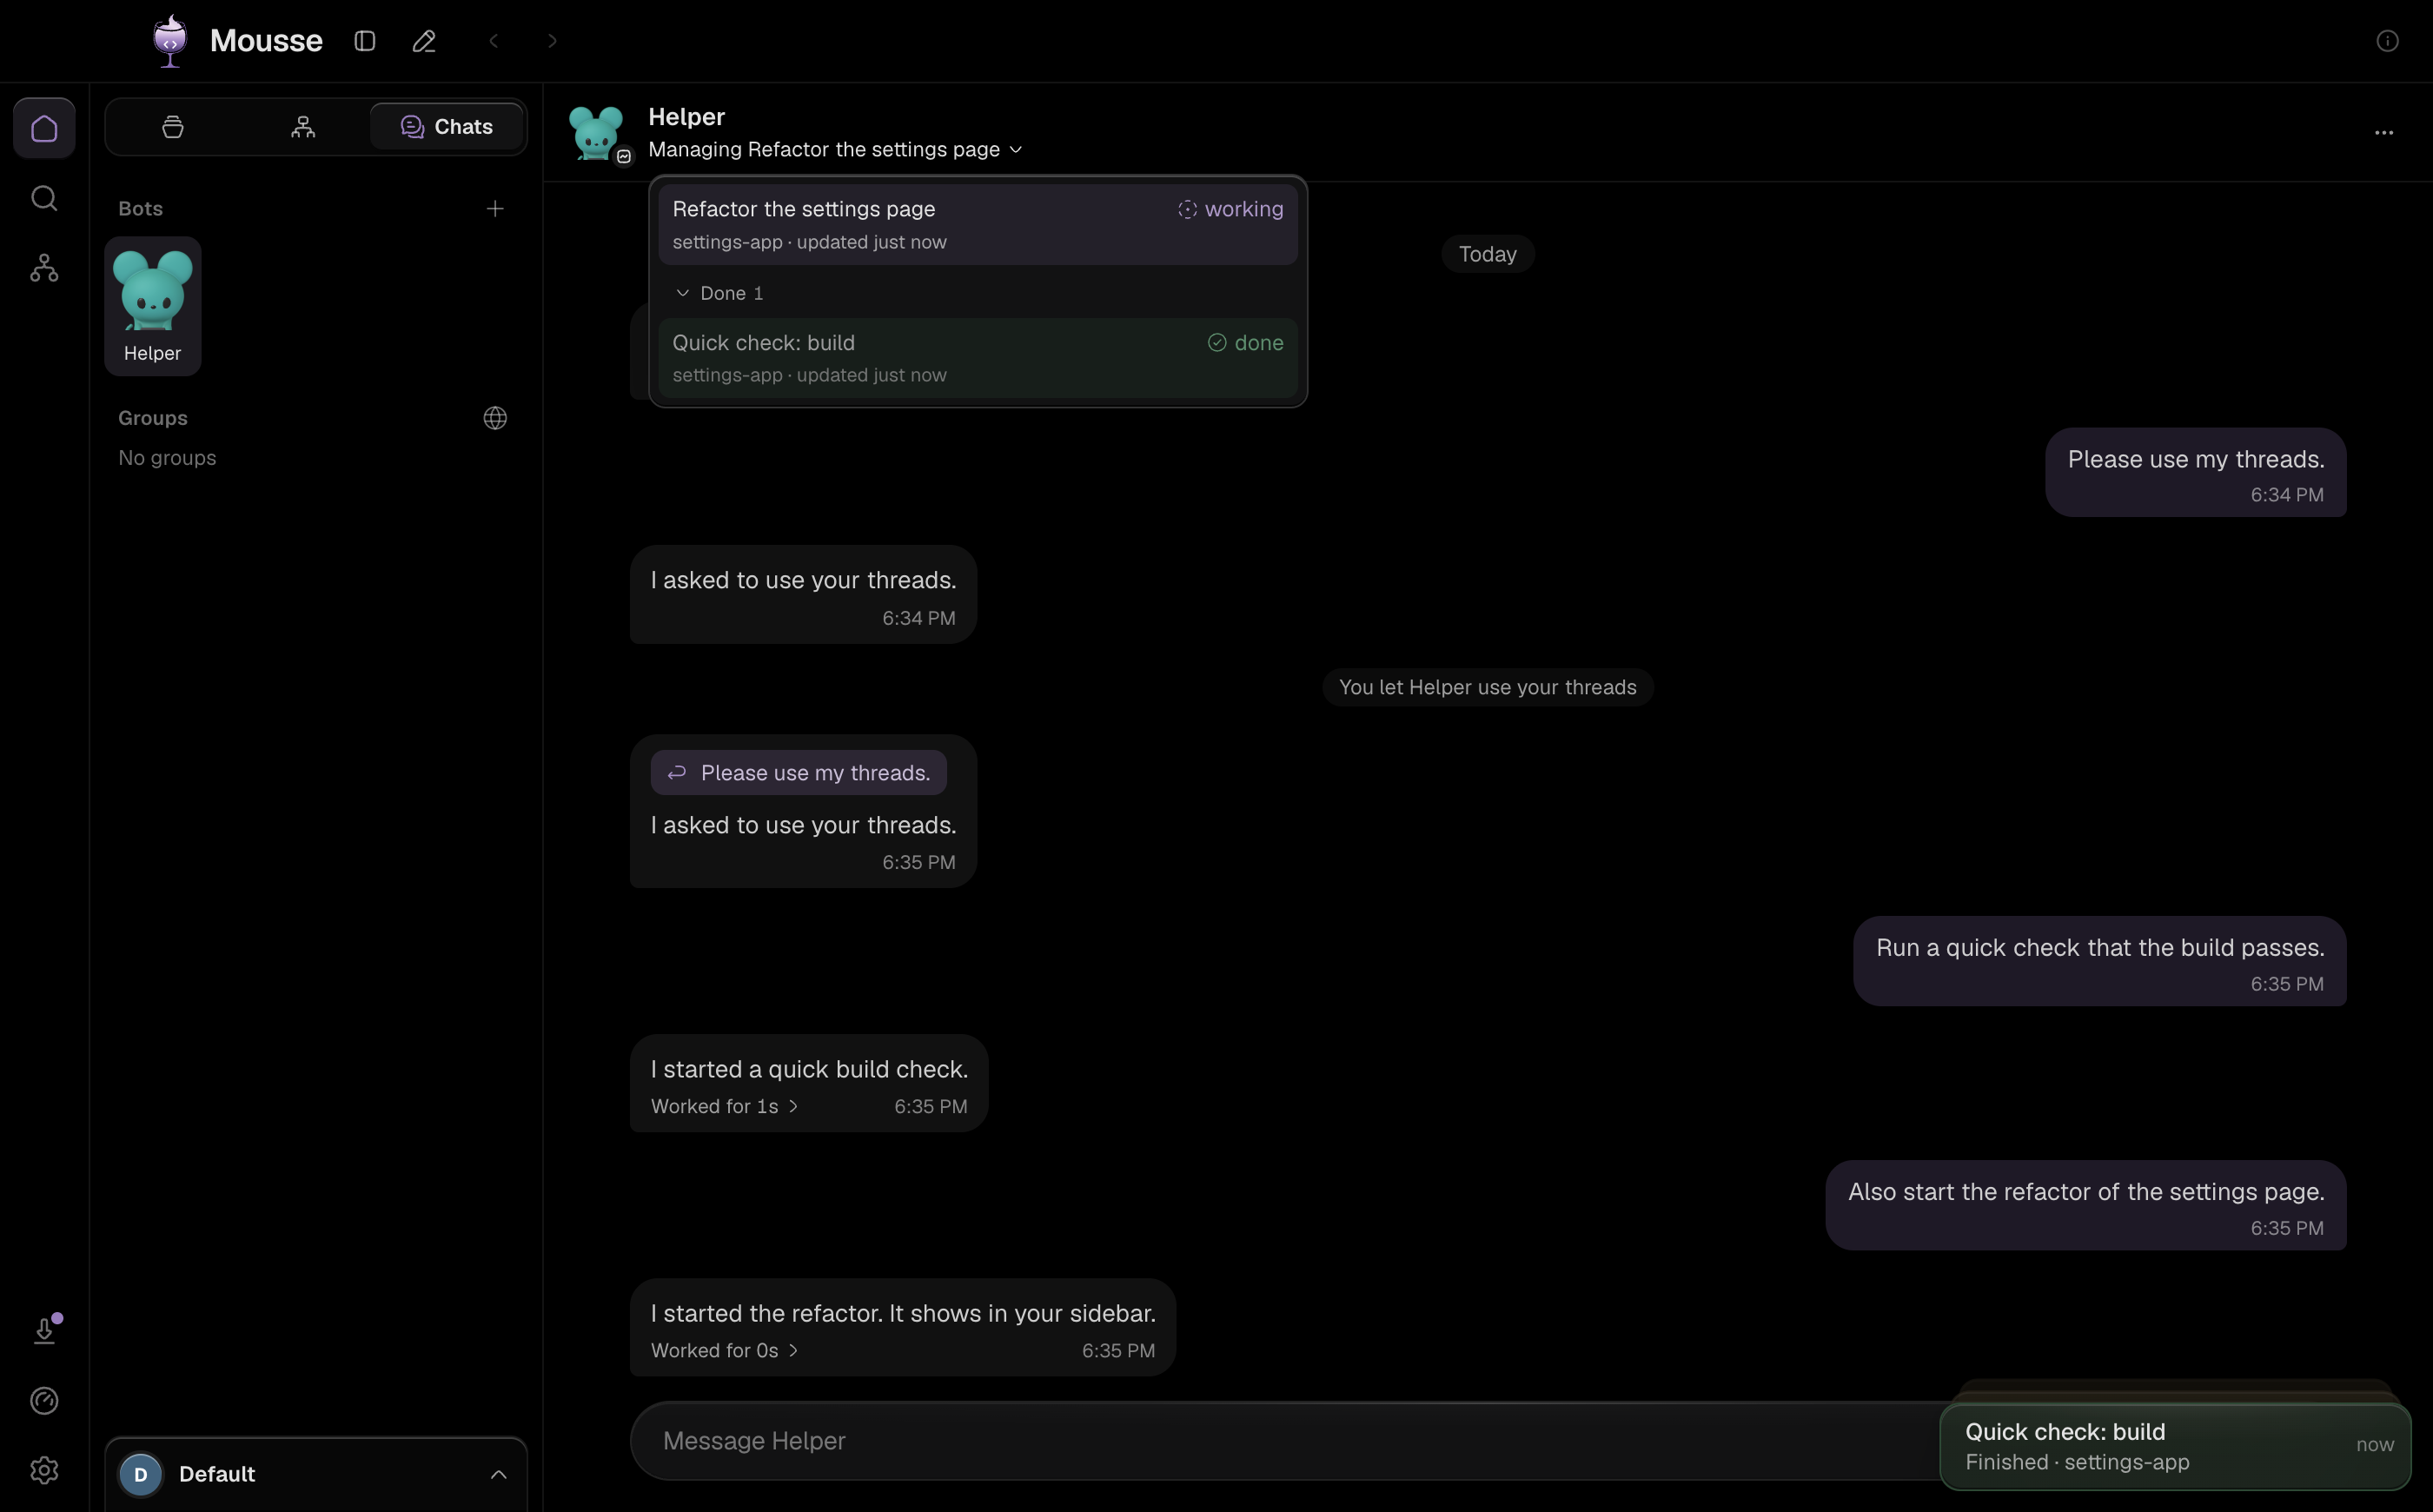 Mousse
Chats
Bots
Helper
Groups
No groups
D
Default
Helper
Managing Refactor the settings page
Refactor the settings page
working
settings-app · updated just now
Done 1
Quick check: build
done
settings-app · updated just now
Today
Please use my threads.
6:34 PM
I asked to use your threads.
6:34 PM
You let Helper use your threads
Please use my threads.
I asked to use your threads.
6:35 PM
Run a quick check that the build passes.
6:35 PM
I started a quick build check.
Worked for 1s
6:35 PM
Also start the refactor of the settings page.
6:35 PM
I started the refactor. It shows in your sidebar.
Worked for 0s
6:35 PM
Message Helper
Quick check: build
Finished · settings-app
now